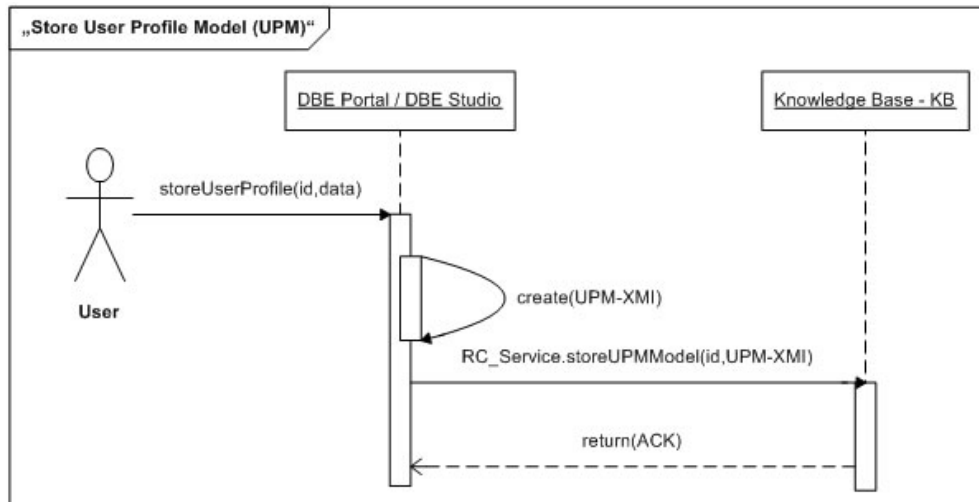 „Store User Profile Model (UPM)“
DBE Portal / DBE Studio
Knowledge Base - KB
storeUserProfile(id,data)
User
create(UPM-XMI)
RC_Service.storeUPMModel(id,UPM-XMI)
return(ACK)